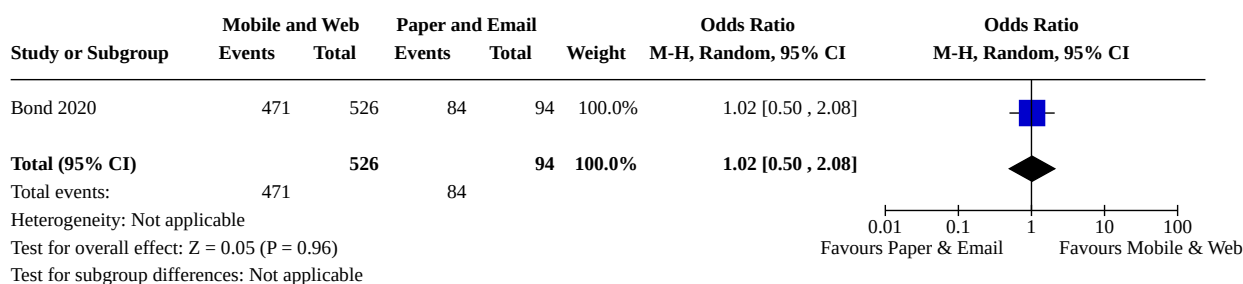 Mobile and Web Paper and Email Odds Ratio Odds Ratio
Study or Subgroup Events Total Events Total Weight M-H, Random, 95% CI M-H, Random, 95% CI
Bond 2020 471 526 84 94 100.0% 1.02 [0.50 , 2.08]
Total (95% CI) 526 94 100.0% 1.02 [0.50 , 2.08]
Total events: 471 84
Heterogeneity: Not applicable
0.01 0.1 1 10 100
Test for overall effect: Z = 0.05 (P = 0.96) Favours Paper & Email Favours Mobile & Web
Test for subgroup differences: Not applicable